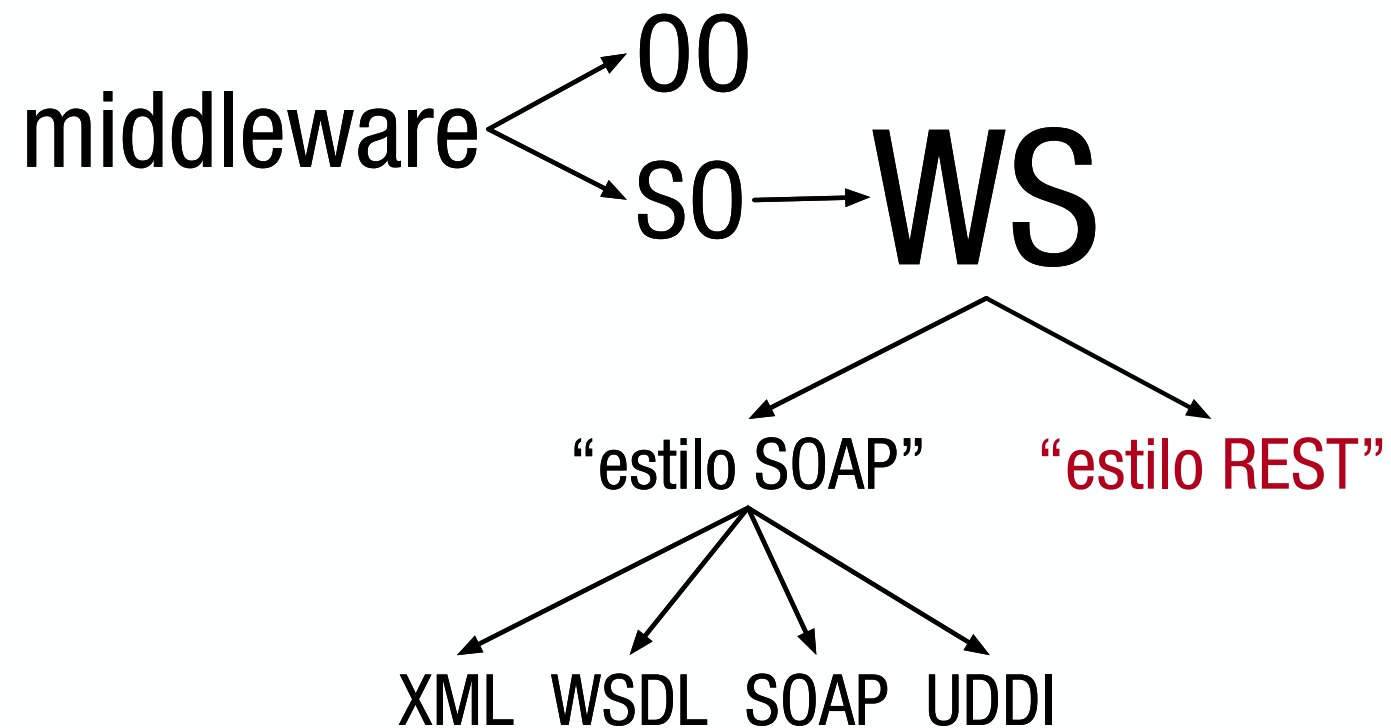 OO
middleware
SO
WS
“estilo SOAP” “estilo REST”
XML WSDL SOAP UDDI